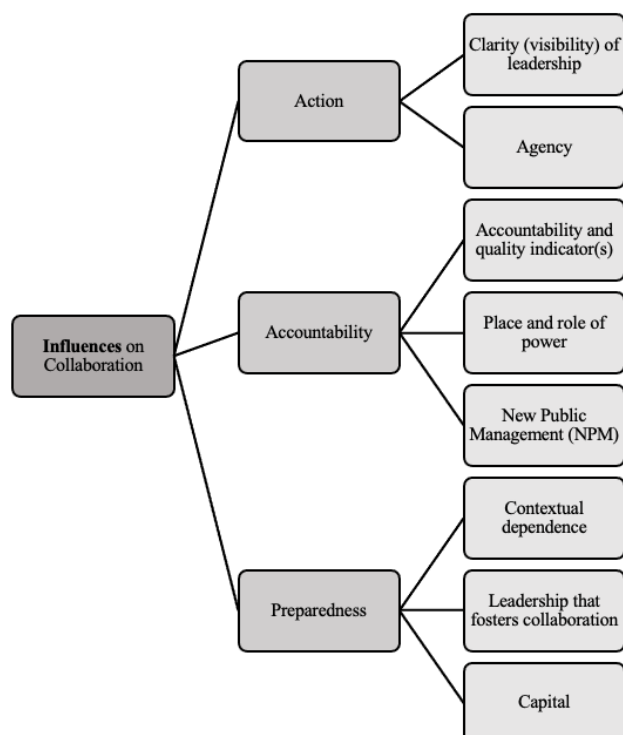 Influences on
Collaboration
Action
Clarity (visibility) of
leadership
Agency
Accountability
Accountability and
quality indicator(s)
Place and role of
power
New Public
Management (NPM)
Preparedness
Contextual
dependence
Leadership that
fosters collaboration
Capital